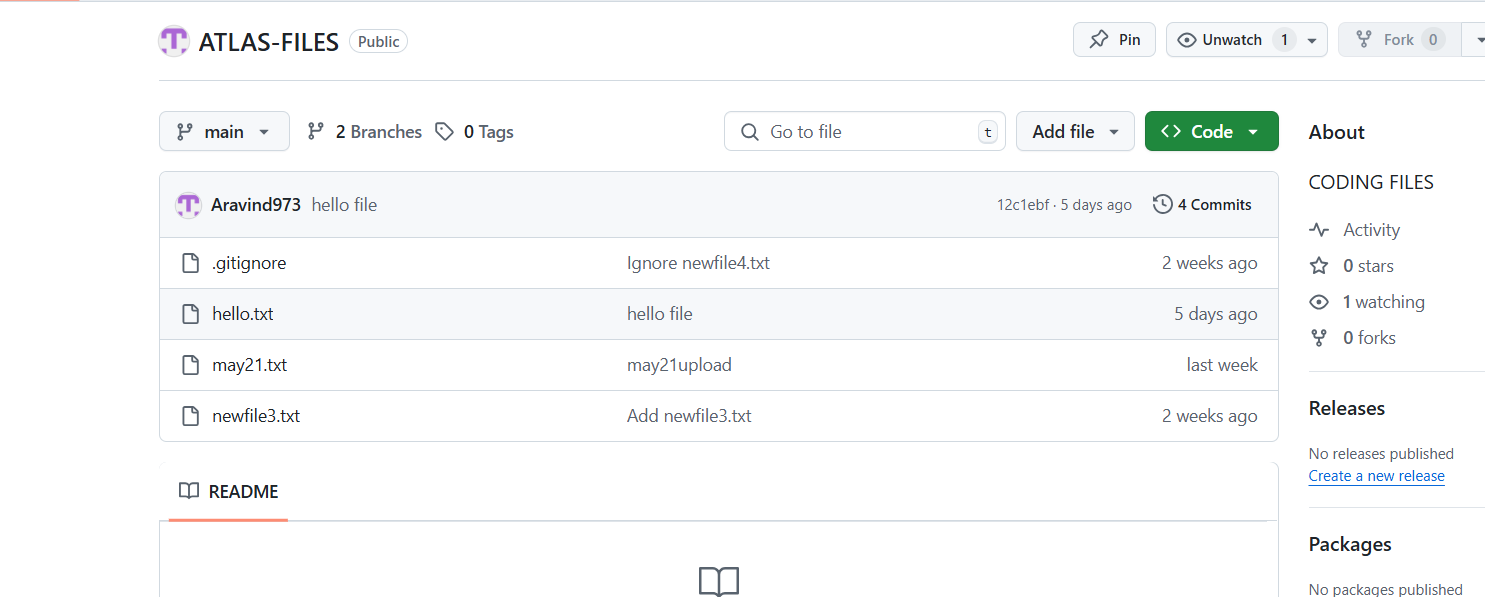 ATLAS-FILES Public Pin Unwatch 1 Fork 0
main 2 Branches 0 Tags Go to file t Add file Code
Aravind973 hello file 12c1ebf · 5 days ago 4 Commits
.gitignore Ignore newfile4.txt 2 weeks ago
hello.txt hello file 5 days ago
may21.txt may21upload last week
newfile3.txt Add newfile3.txt 2 weeks ago
README
About
CODING FILES
Activity
0 stars
1 watching
0 forks
Releases
No releases published
Create a new release
Packages
No packages published